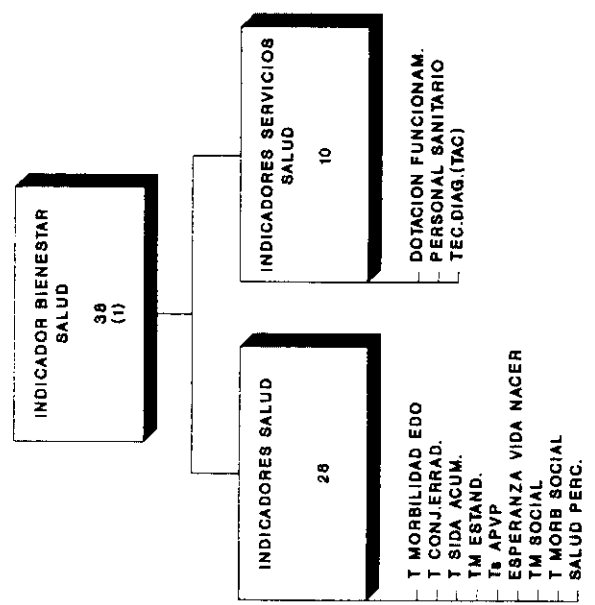 INDICADOR BIENESTAR
SALUD
38
(1)
INDICADORES SALUD
28
T MORBILIDAD EDO
T CONJ.ERRAD.
T SIDA ACUM.
TM ESTAND.
Ts APVP
ESPERANZA VIDA NACER
TM SOCIAL
T MORB SOCIAL
SALUD PERC.
INDICADORES SERVICIOS
SALUD
10
DOTACION FUNCIONAM.
PERSONAL SANITARIO
TEC.DIAG.(TAC)